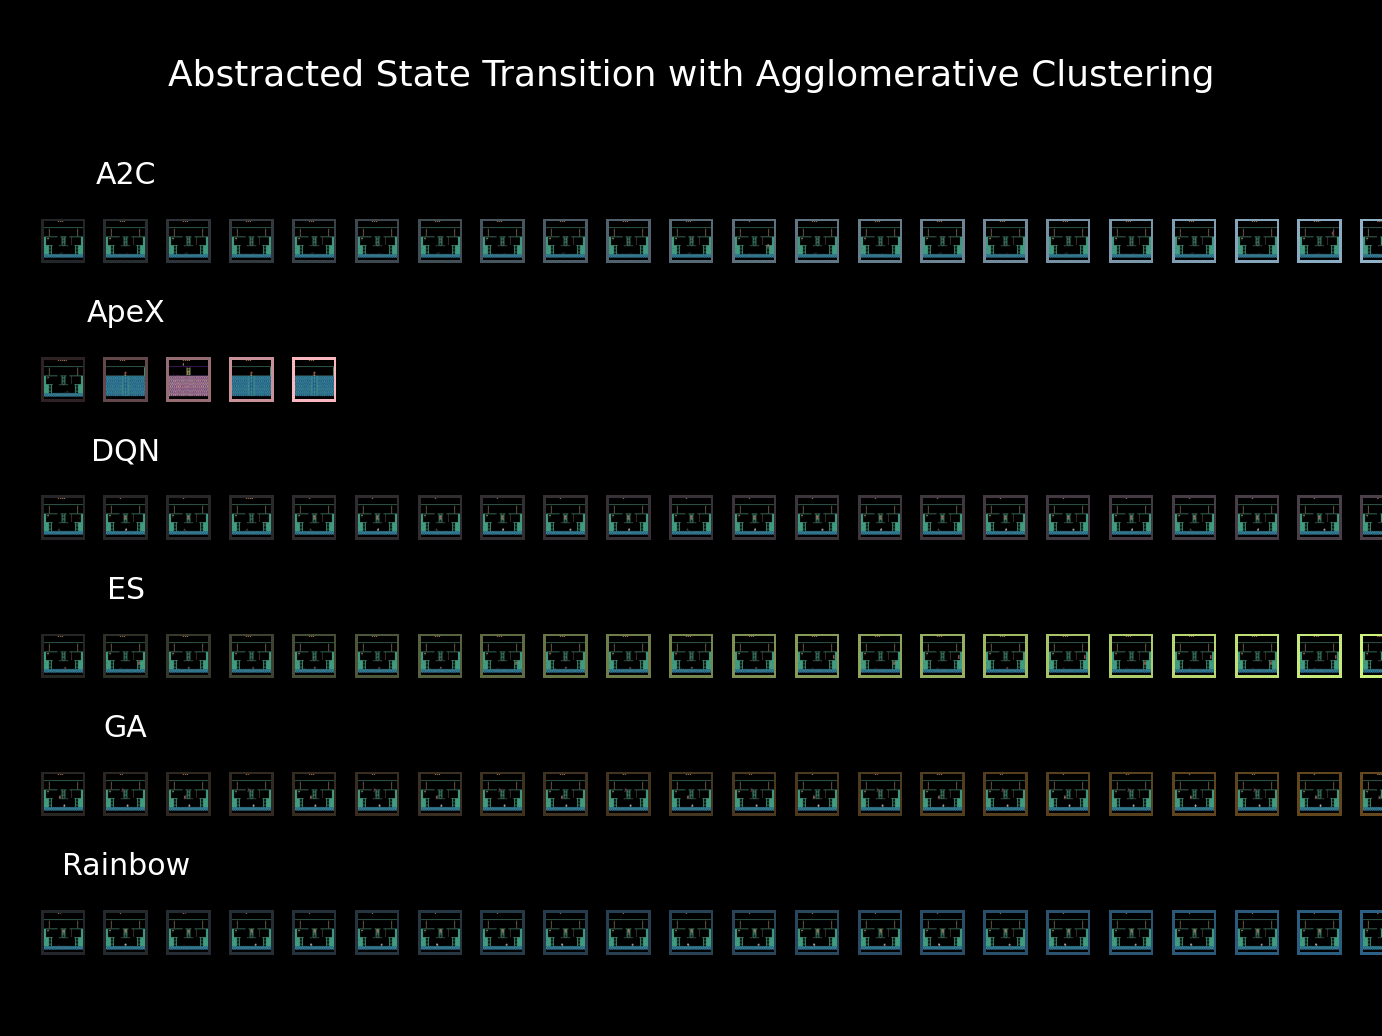 Abstracted State Transition with Agglomerative Clustering
A2C
ApeX
DQN
ES
GA
Rainbow